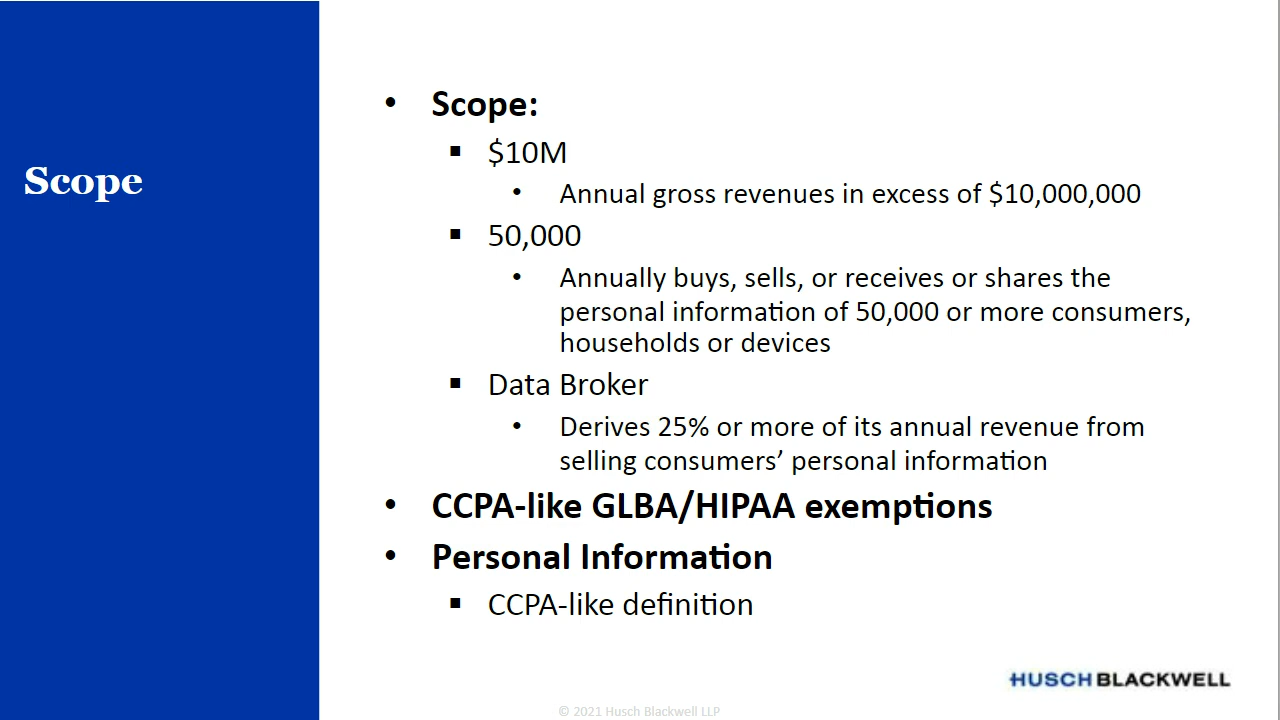 Scope
• Scope:
▪ $10M
• Annual gross revenues in excess of $10,000,000
▪ 50,000
• Annually buys, sells, or receives or shares the
personal information of 50,000 or more consumers,
households or devices
▪ Data Broker
• Derives 25% or more of its annual revenue from
selling consumers’ personal information
• CCPA-like GLBA/HIPAA exemptions
• Personal Information
▪ CCPA-like definition
HUSCH BLACKWELL
© 2021 Husch Blackwell LLP